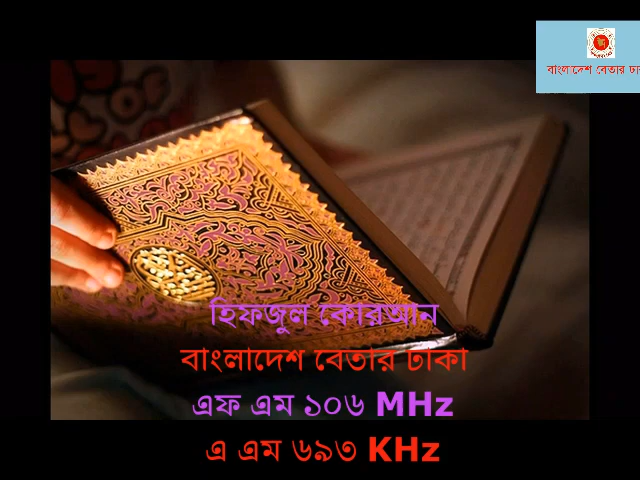 বাংলাদেশ বেতার ঢাকা
হিফজুল কোরআন
বাংলাদেশ বেতার ঢাকা
এফ এম ১০৬ MHz
এ এম ৬৯৩ KHz